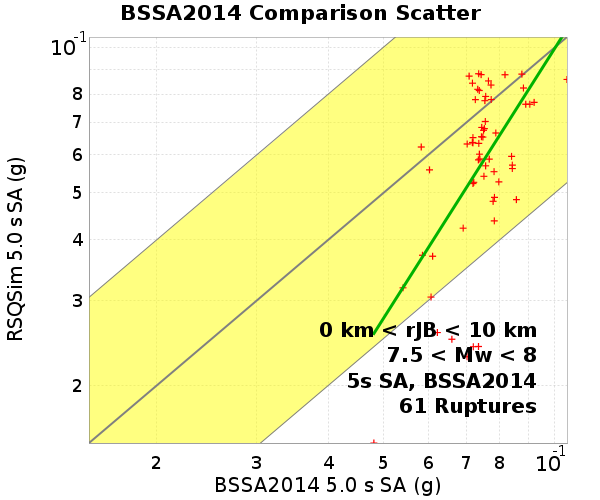 BSSA2014 Comparison Scatter
RSQSim 5.0 s SA (g)
10-1
8
7
6
5
4
3
2
0 km < rJB < 10 km
7.5 < Mw < 8
5s SA, BSSA2014
61 Ruptures
2 3 4 5 6 7 8 10-1
BSSA2014 5.0 s SA (g)